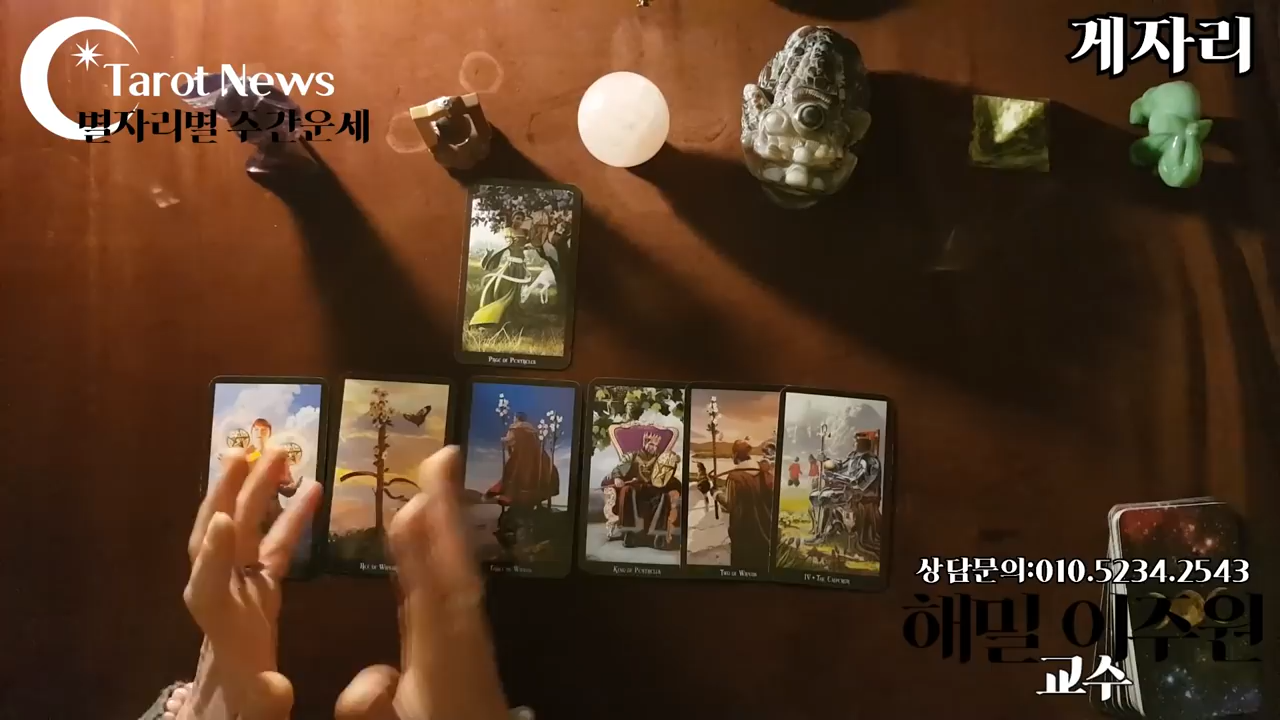 Tarot News
별자리별 주간운세
게자리
PAGE OF PENTACLES
ACE OF WANDS
THREE OF WANDS
KING OF PENTACLES
TWO OF WANDS
IV • THE EMPEROR
상담문의:010.5234.2543
해밀 이주원
교수